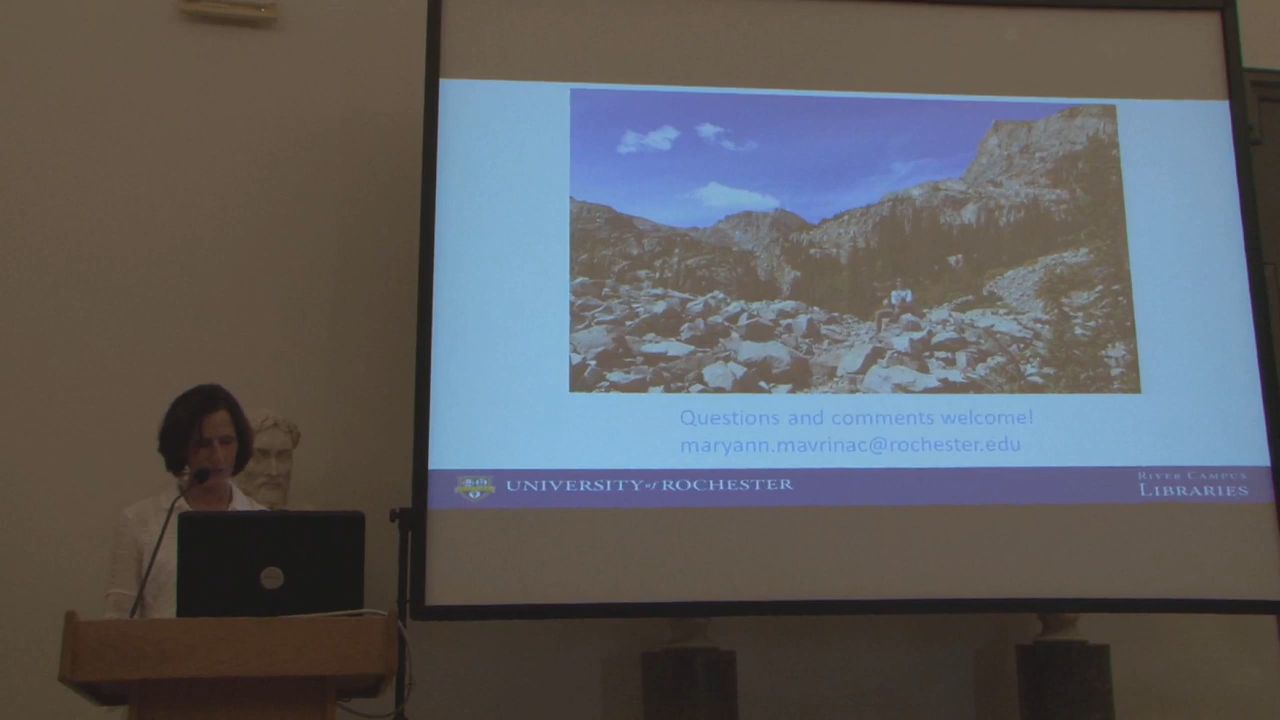 Questions and comments welcome!
maryann.mavrinac@rochester.edu
UNIVERSITY of ROCHESTER
RIVER CAMPUS
LIBRARIES